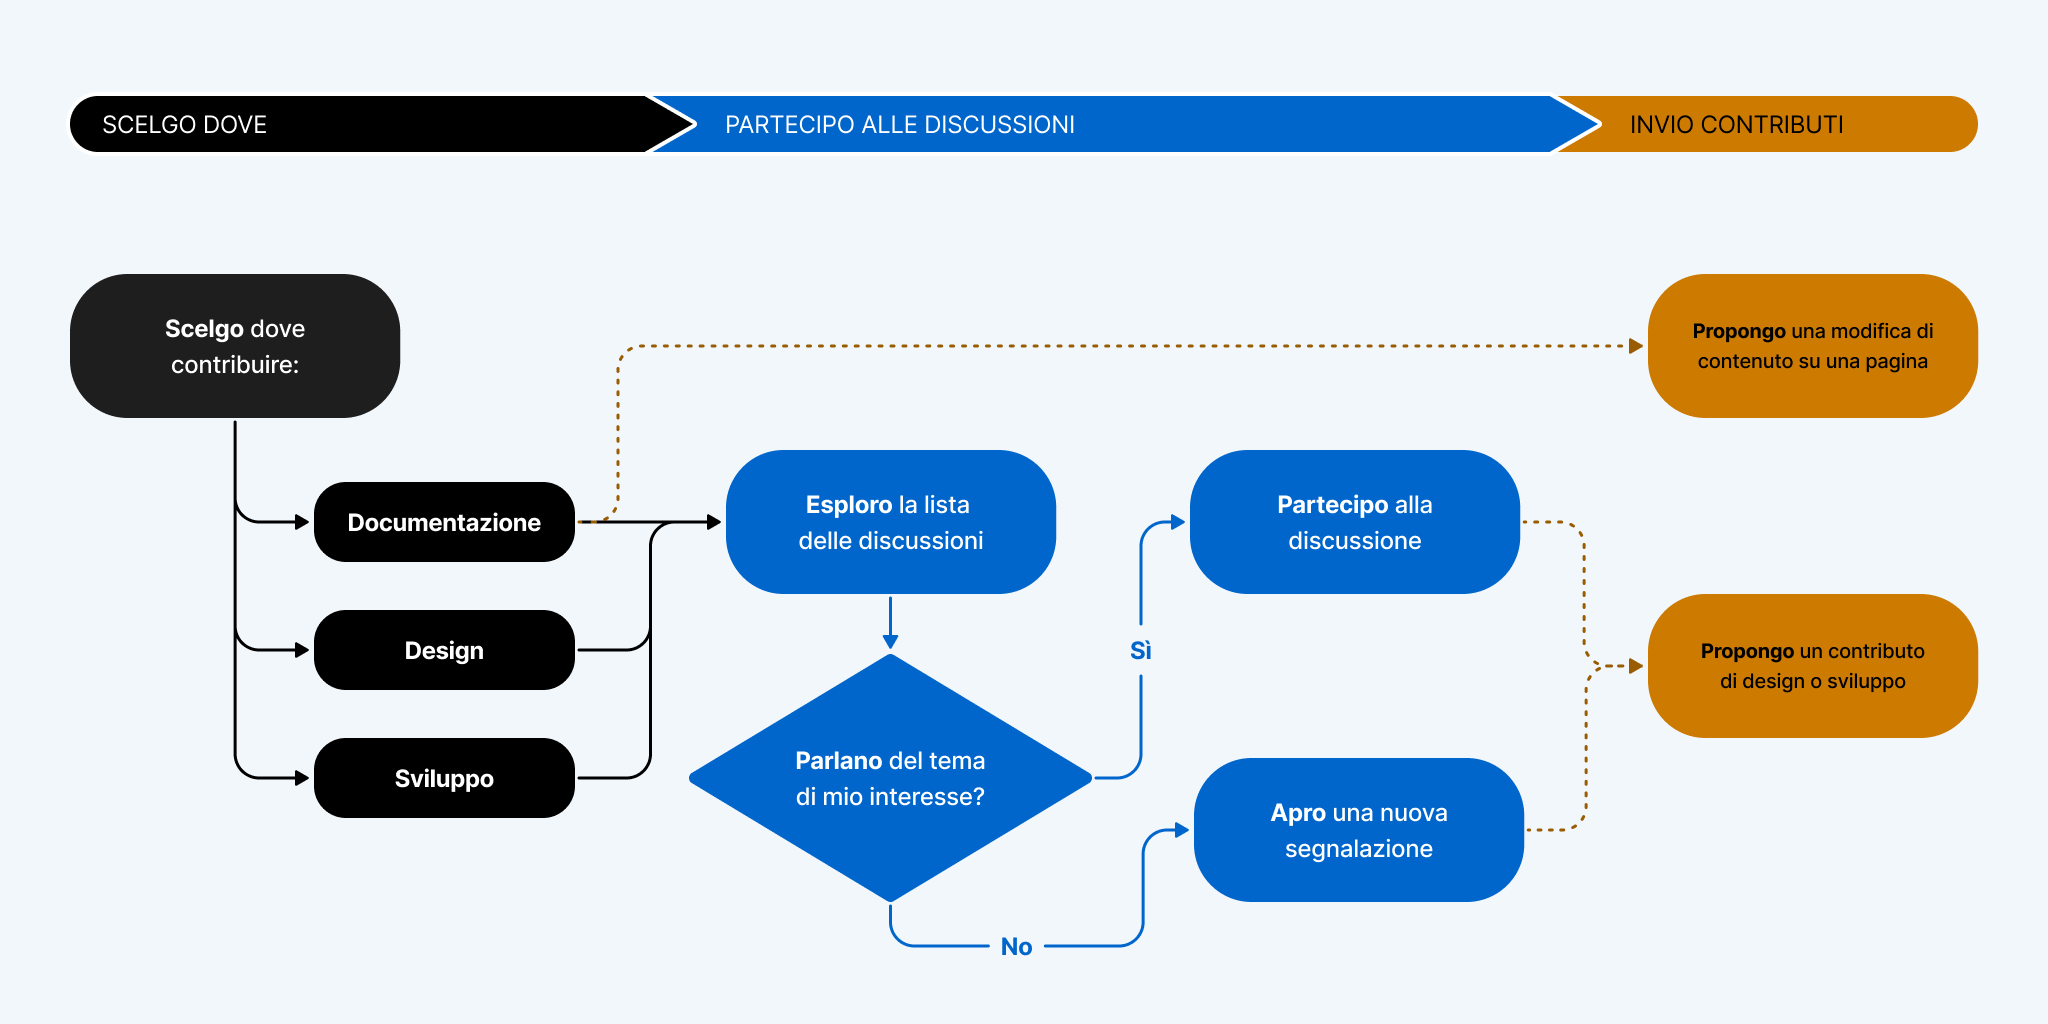 SCELGO DOVE
PARTECIPO ALLE DISCUSSIONI
INVIO CONTRIBUTI
Scelgo dove
contribuire:
Documentazione
Design
Sviluppo
Esploro la lista
delle discussioni
Parlano del tema
di mio interesse?
Sì
No
Partecipo alla
discussione
Apro una nuova
segnalazione
Propongo una modifica di
contenuto su una pagina
Propongo un contributo
di design o sviluppo